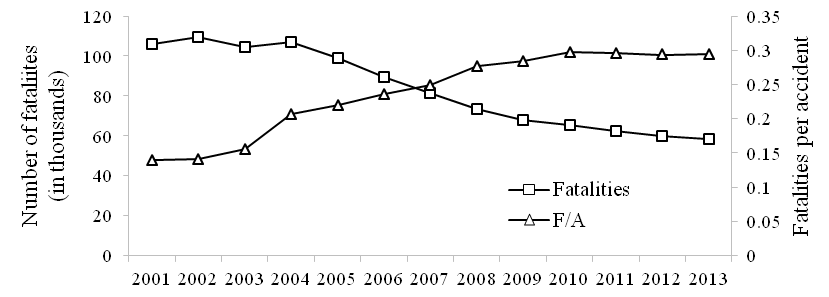 Number of fataliites
(in thousands)
120
100
80
60
40
20
0
Fatalities
F/A
0.35
0.3
0.25
0.2
0.15
0.1
0.05
0
Fatalities per accident
2001 2002 2003 2004 2005 2006 2007 2008 2009 2010 2011 2012 2013